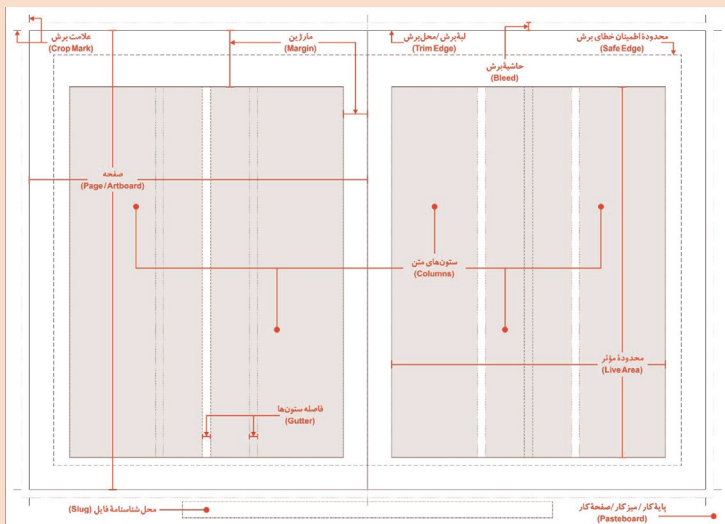 محدودهٔ اطمینان خطای برش
(Safe Edge)
لبهٔ برش / محل برش
(Trim Edge)
مارژین
(Margin)
علامت برش
(Crop Mark)
حاشیهٔ برش
(Bleed)
صفحه
(Page / Artboard)
ستون‌های متن
(Columns)
محدودهٔ مؤثر
(Live Area)
فاصله ستون‌ها
(Gutter)
پایهٔ کار / میز کار / صفحهٔ کار
(Pasteboard)
محل شناسنامهٔ فایل (Slug)